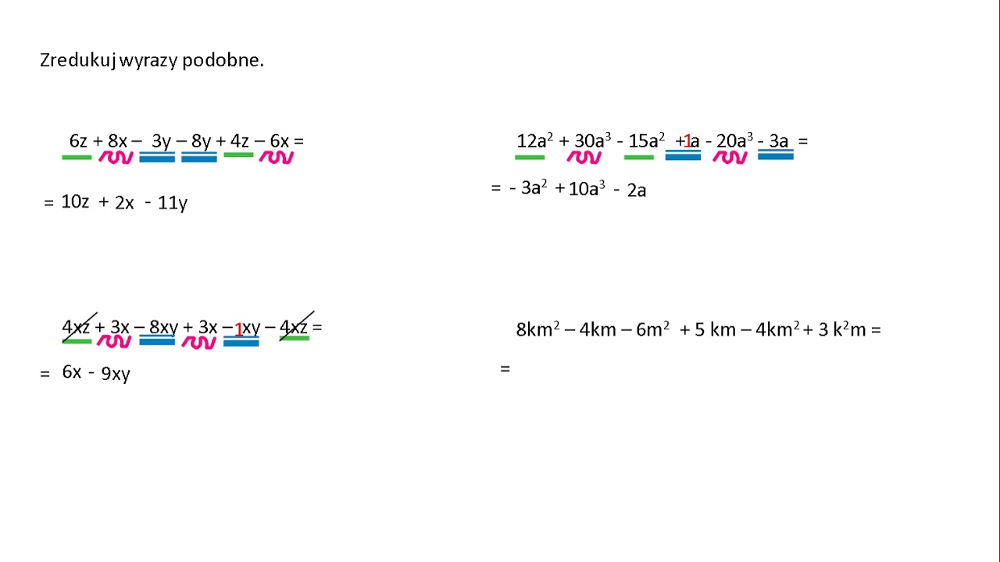 Zredukuj wyrazy podobne.
6z + 8x – 3y – 8y + 4z – 6x =
= 10z + 2x - 11y
12a² + 30a³ - 15a² +1a - 20a³ - 3a =
= - 3a² + 10a³ - 2a
4xz + 3x – 8xy + 3x –1xy – 4xz =
= 6x - 9xy
8km² – 4km – 6m² + 5 km – 4km² + 3 k²m =
=